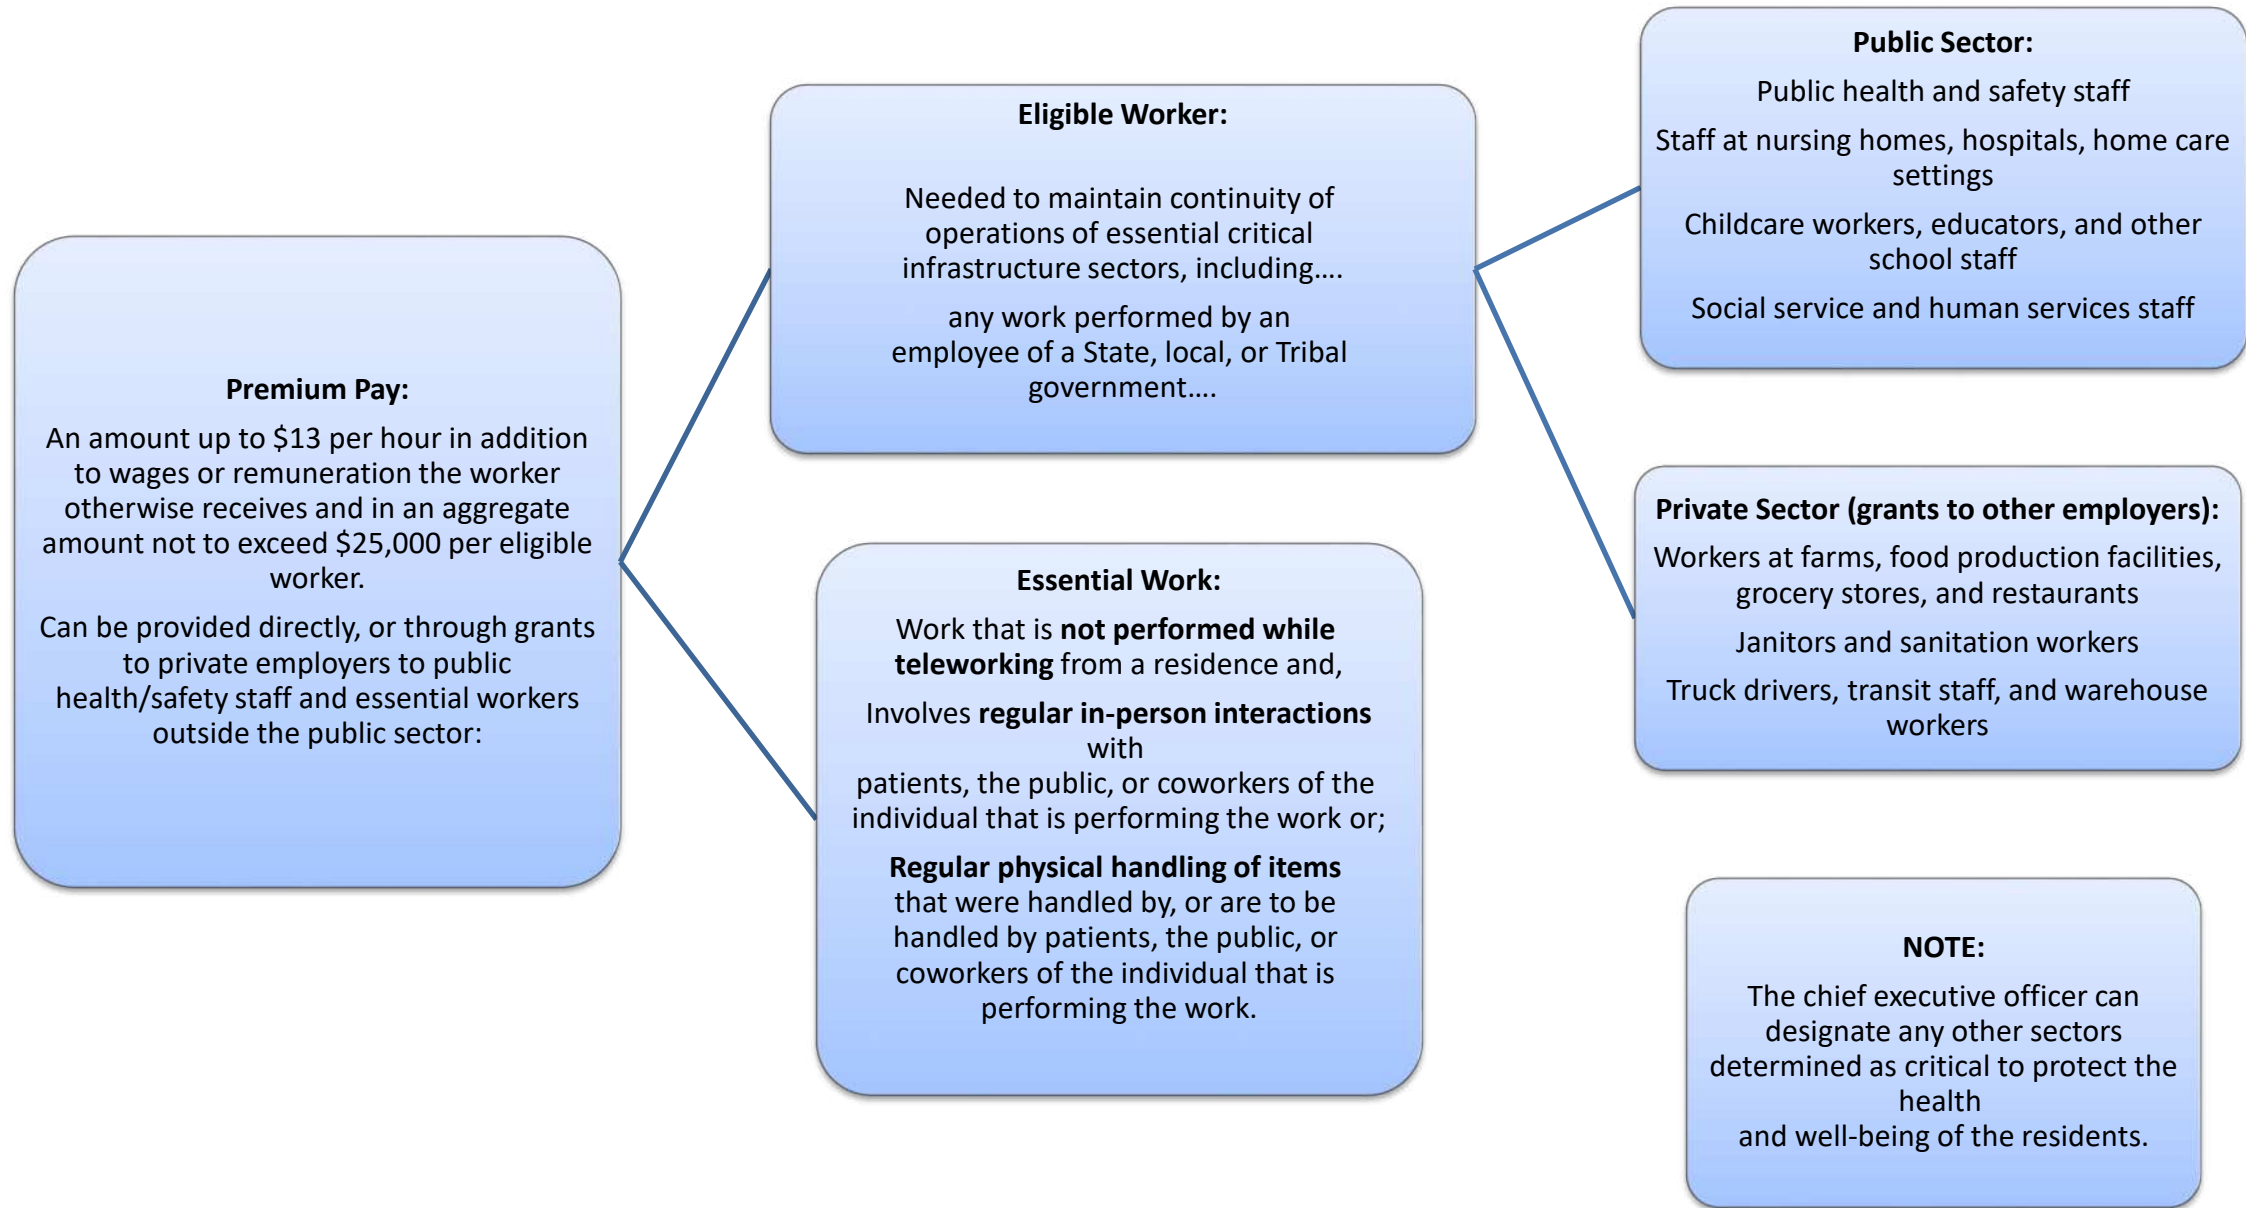 Premium Pay:
An amount up to $13 per hour in addition
to wages or remuneration the worker
otherwise receives and in an aggregate
amount not to exceed $25,000 per eligible
worker.
Can be provided directly, or through grants
to private employers to public
health/safety staff and essential workers
outside the public sector:
Eligible Worker:
Needed to maintain continuity of
operations of essential critical
infrastructure sectors, including....
any work performed by an
employee of a State, local, or Tribal
government....
Essential Work:
Work that is not performed while
teleworking from a residence and,
Involves regular in-person interactions
with
patients, the public, or coworkers of the
individual that is performing the work or;
Regular physical handling of items
that were handled by, or are to be
handled by patients, the public, or
coworkers of the individual that is
performing the work.
Public Sector:
Public health and safety staff
Staff at nursing homes, hospitals, home care
settings
Childcare workers, educators, and other
school staff
Social service and human services staff
Private Sector (grants to other employers):
Workers at farms, food production facilities,
grocery stores, and restaurants
Janitors and sanitation workers
Truck drivers, transit staff, and warehouse
workers
NOTE:
The chief executive officer can
designate any other sectors
determined as critical to protect the
health
and well-being of the residents.